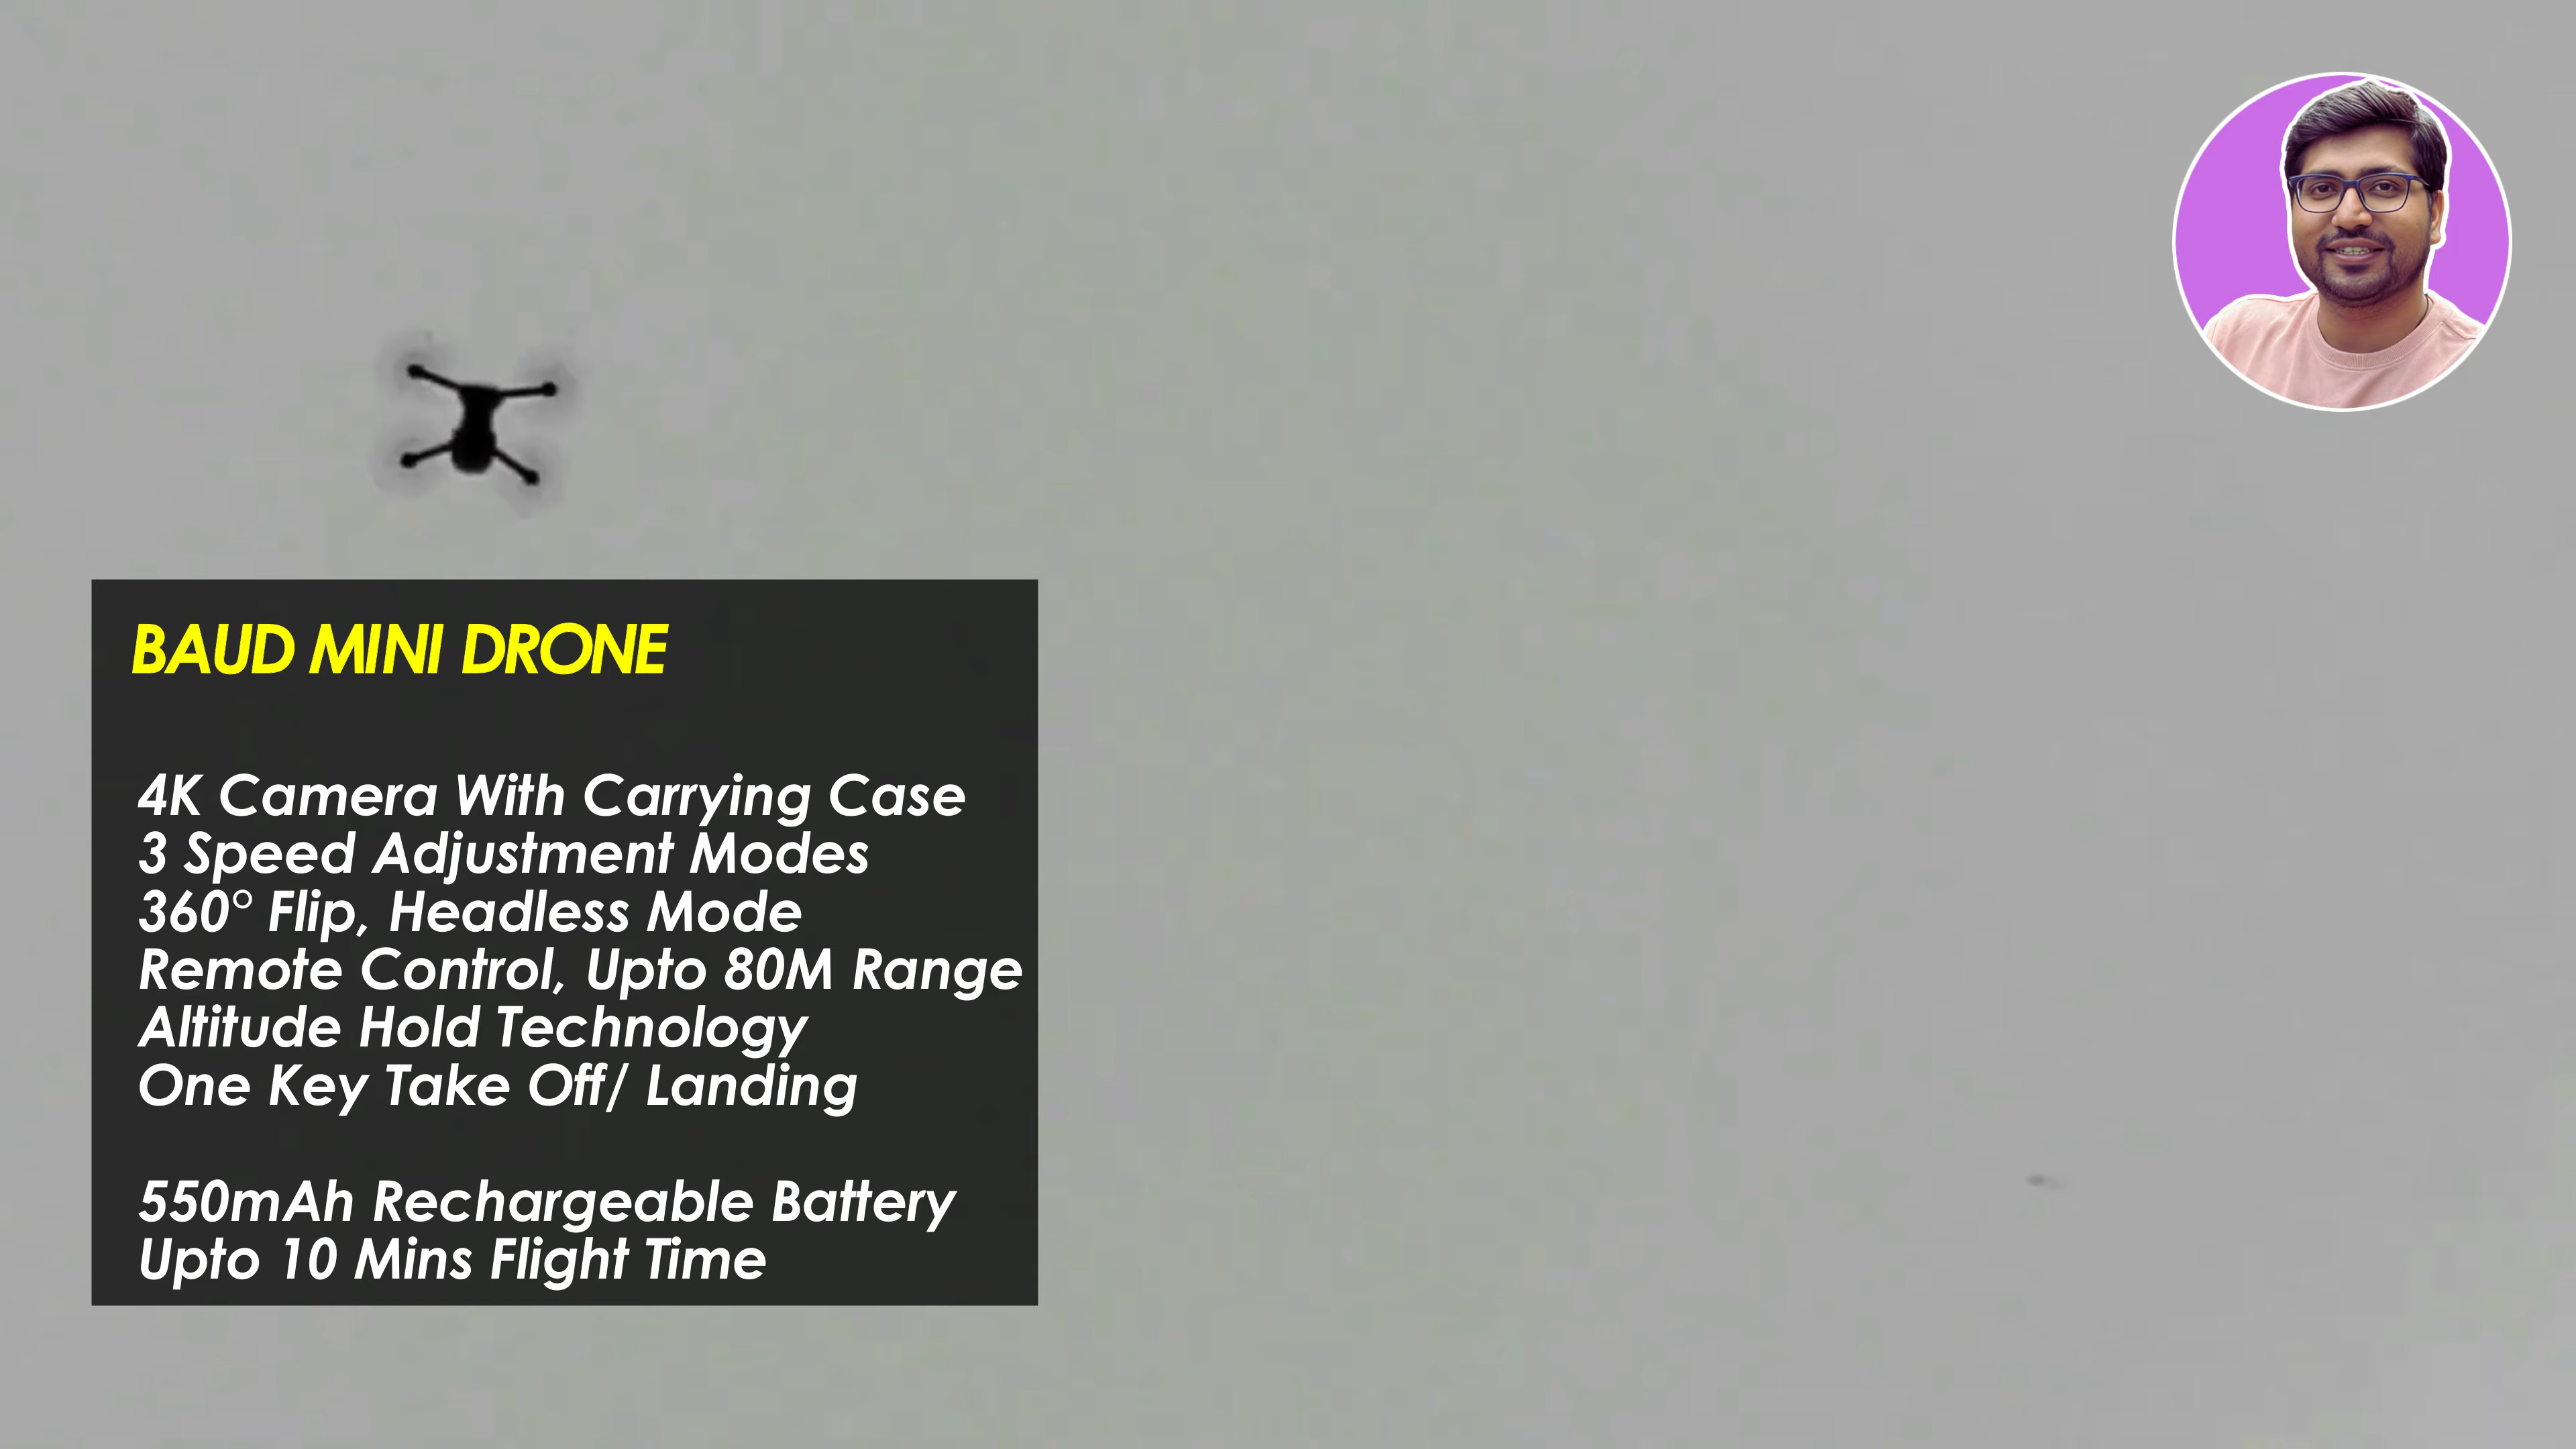 BAUD MINI DRONE
4K Camera With Carrying Case
3 Speed Adjustment Modes
360° Flip, Headless Mode
Remote Control, Upto 80M Range
Altitude Hold Technology
One Key Take Off/ Landing
550mAh Rechargeable Battery
Upto 10 Mins Flight Time